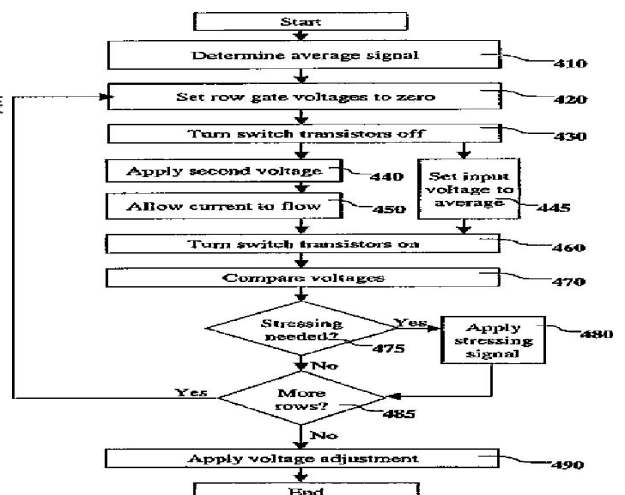 Start
Determine average signal
410
Set row gate voltages to zero
420
Turn switch transistors off
430
Apply second voltage
440
Set input
voltage to
average
445
Allow current to flow
450
Turn switch transistors on
460
Compare voltages
470
Stressing
needed?
475
Yes
Apply
stressing
signal
480
No
More
rows?
485
Yes
No
Apply voltage adjustment
490
End